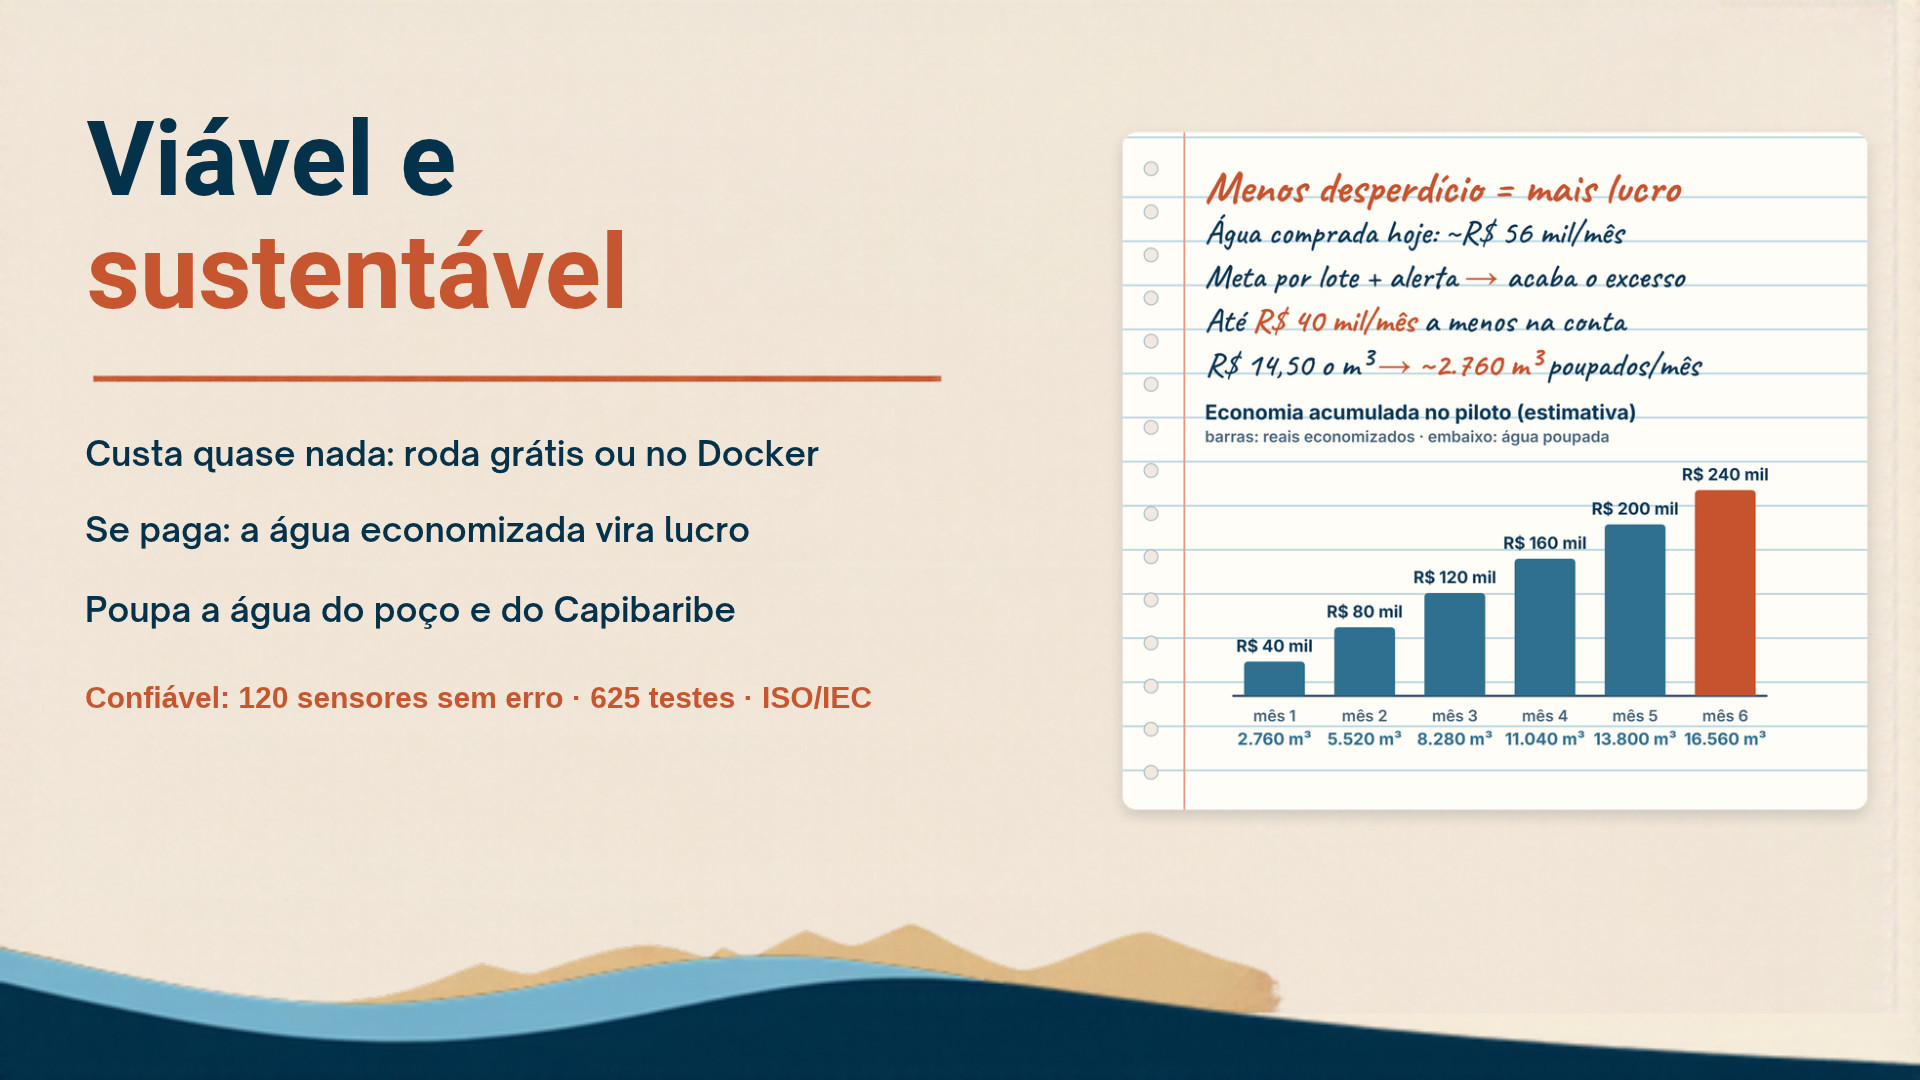 Viável e
sustentável
Custa quase nada: roda grátis ou no Docker
Se paga: a água economizada vira lucro
Poupa a água do poço e do Capibaribe
Confiável: 120 sensores sem erro · 625 testes · ISO/IEC
Menos desperdício = mais lucro
Água comprada hoje: ~R$ 56 mil/mês
Meta por lote + alerta → acaba o excesso
Até R$ 40 mil/mês a menos na conta
R$ 14,50 o m³ → ~2.760 m³ poupados/mês
Economia acumulada no piloto (estimativa)
barras: reais economizados · embaixo: água poupada
R$ 40 mil R$ 80 mil R$ 120 mil R$ 160 mil R$ 200 mil R$ 240 mil
mês 1 mês 2 mês 3 mês 4 mês 5 mês 6
2.760 m³ 5.520 m³ 8.280 m³ 11.040 m³ 13.800 m³ 16.560 m³